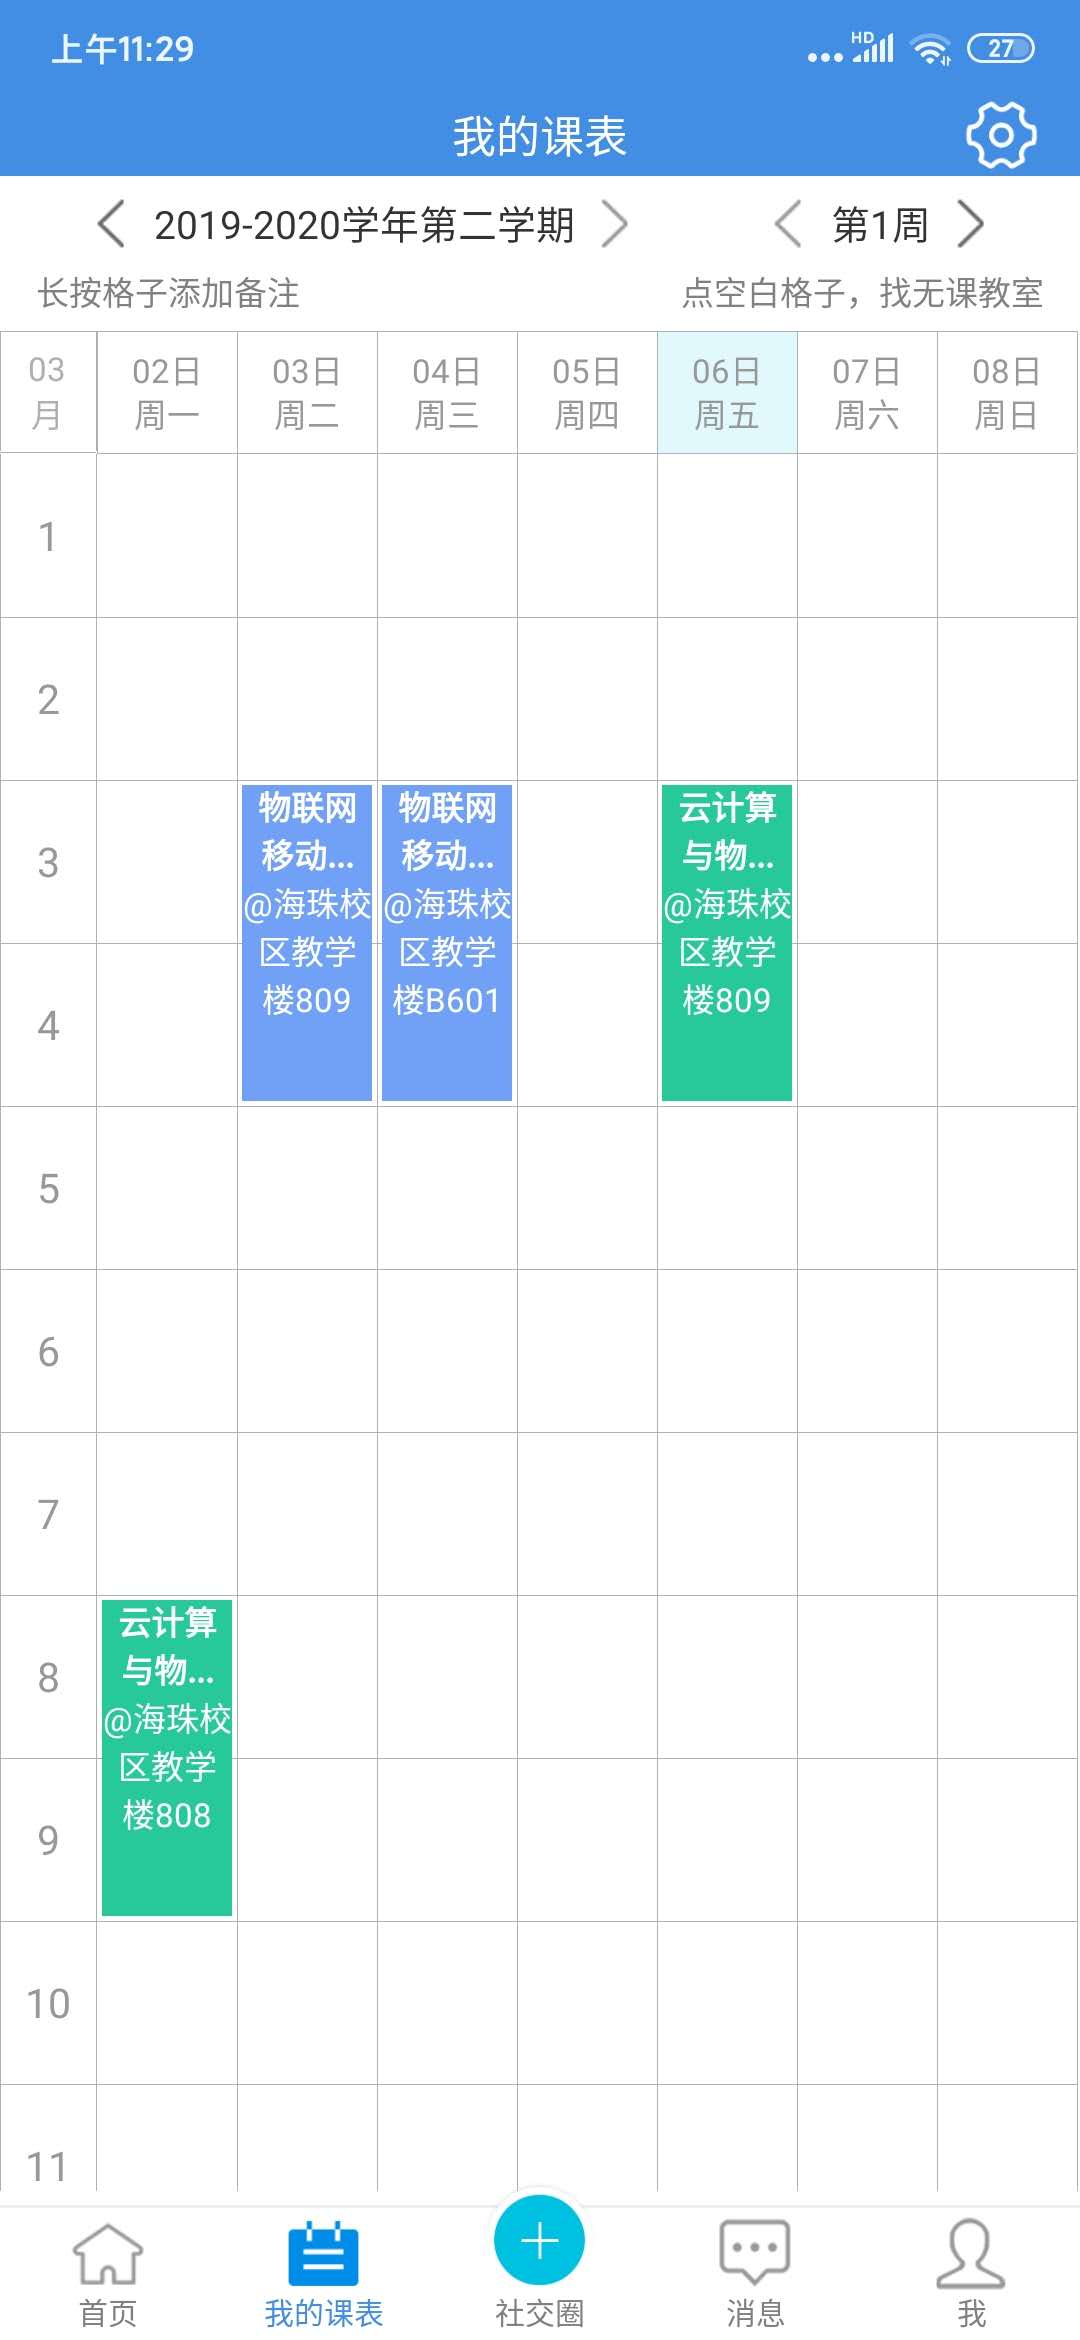 上午11:29
HD
27
我的课表
2019-2020学年第二学期
第1周
长按格子添加备注
点空白格子，找无课教室
03
月
02日
周一
03日
周二
04日
周三
05日
周四
06日
周五
07日
周六
08日
周日
1
2
3
物联网
移动...
@海珠校
区教学
楼809
物联网
移动...
@海珠校
区教学
楼B601
云计算
与物...
@海珠校
区教学
楼809
4
5
6
7
8
云计算
与物...
@海珠校
区教学
楼808
9
10
11
首页
我的课表
社交圈
消息
我